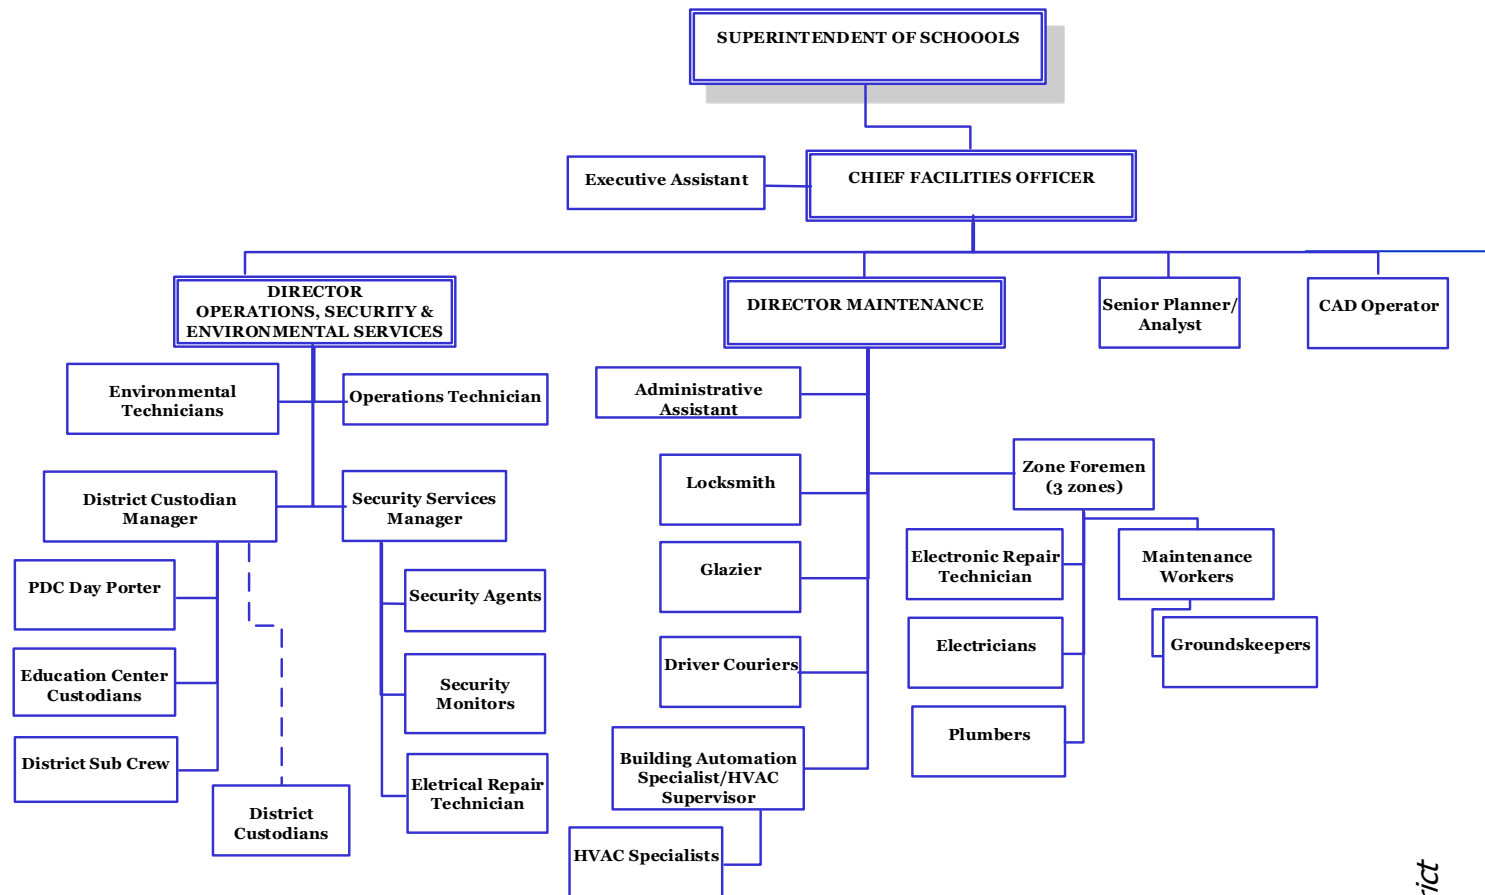 SUPERINTENDENT OF SCHOOOLS
Executive Assistant
CHIEF FACILITIES OFFICER
DIRECTOR
OPERATIONS, SECURITY &
ENVIRONMENTAL SERVICES
DIRECTOR MAINTENANCE
Senior Planner/
Analyst
CAD Operator
Environmental
Technicians
Operations Technician
Administrative
Assistant
District Custodian
Manager
Security Services
Manager
Locksmith
Zone Foremen
(3 zones)
PDC Day Porter
Security Agents
Glazier
Electronic Repair
Technician
Maintenance
Workers
Education Center
Custodians
Security
Monitors
Driver Couriers
Electricians
Groundskeepers
District Sub Crew
Eletrical Repair
Technician
Building Automation
Specialist/HVAC
Supervisor
Plumbers
District
Custodians
HVAC Specialists